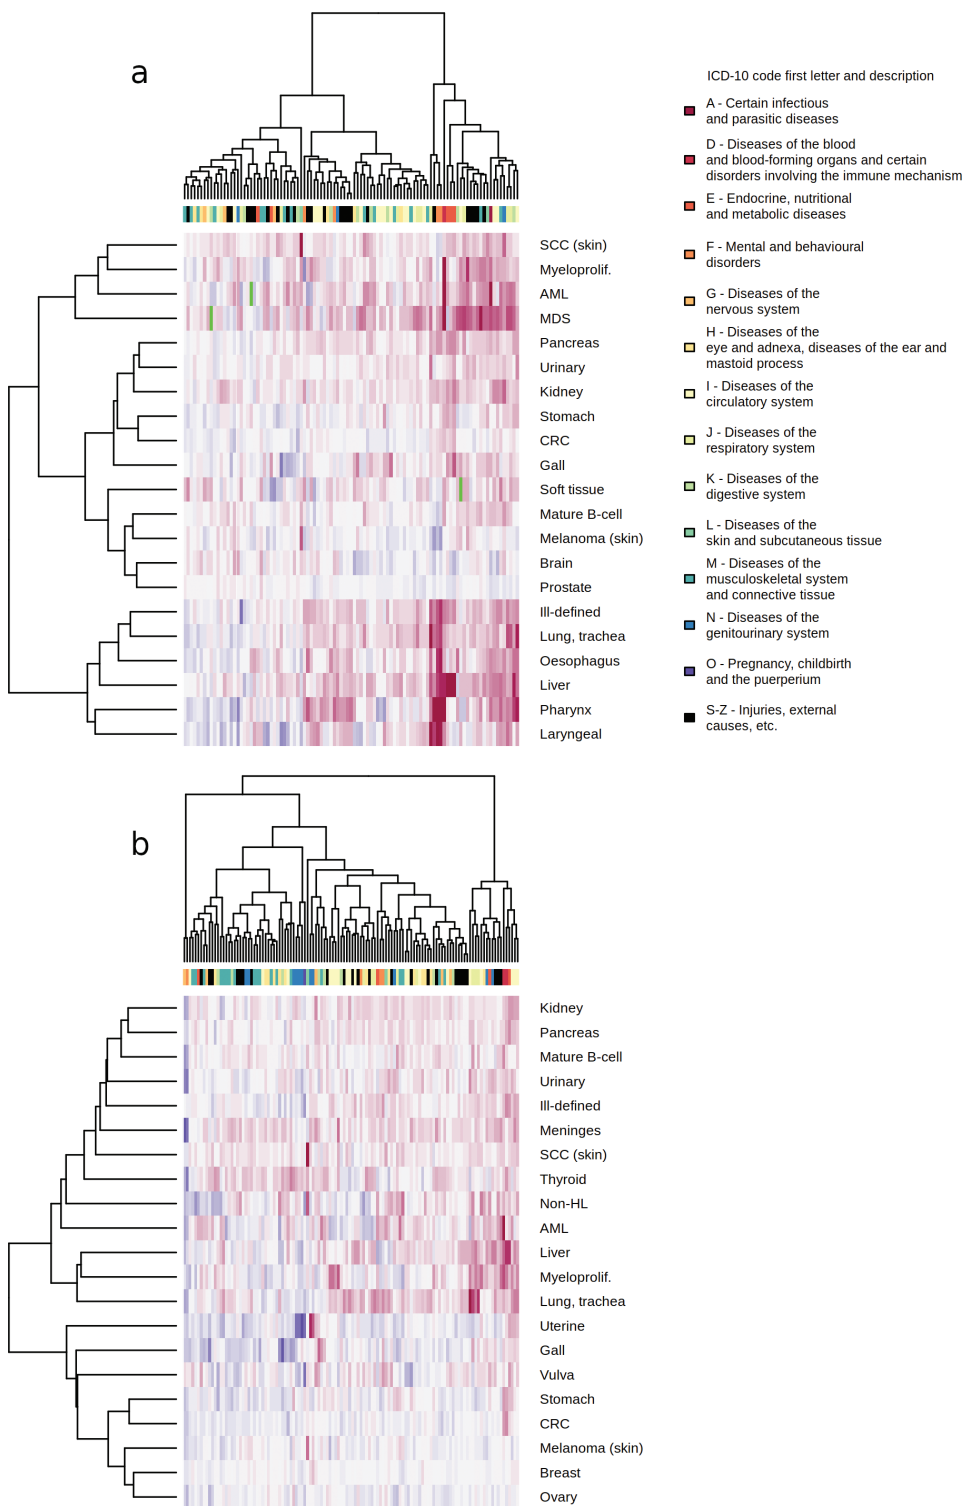 a
ICD-10 code first letter and description
A - Certain infectious
and parasitic diseases
D - Diseases of the blood
and blood-forming organs and certain
disorders involving the immune mechanism
E - Endocrine, nutritional
and metabolic diseases
F - Mental and behavioural
disorders
G - Diseases of the
nervous system
H - Diseases of the
eye and adnexa, diseases of the ear and
mastoid process
I - Diseases of the
circulatory system
J - Diseases of the
respiratory system
K - Diseases of the
digestive system
L - Diseases of the
skin and subcutaneous tissue
M - Diseases of the
musculoskeletal system
and connective tissue
N - Diseases of the
genitourinary system
O - Pregnancy, childbirth
and the puerperium
S-Z - Injuries, external
causes, etc.
SCC (skin)
Myeloprolif.
AML
MDS
Pancreas
Urinary
Kidney
Stomach
CRC
Gall
Soft tissue
Mature B-cell
Melanoma (skin)
Brain
Prostate
Ill-defined
Lung, trachea
Oesophagus
Liver
Pharynx
Laryngeal
b
Kidney
Pancreas
Mature B-cell
Urinary
Ill-defined
Meninges
SCC (skin)
Thyroid
Non-HL
AML
Liver
Myeloprolif.
Lung, trachea
Uterine
Gall
Vulva
Stomach
CRC
Melanoma (skin)
Breast
Ovary